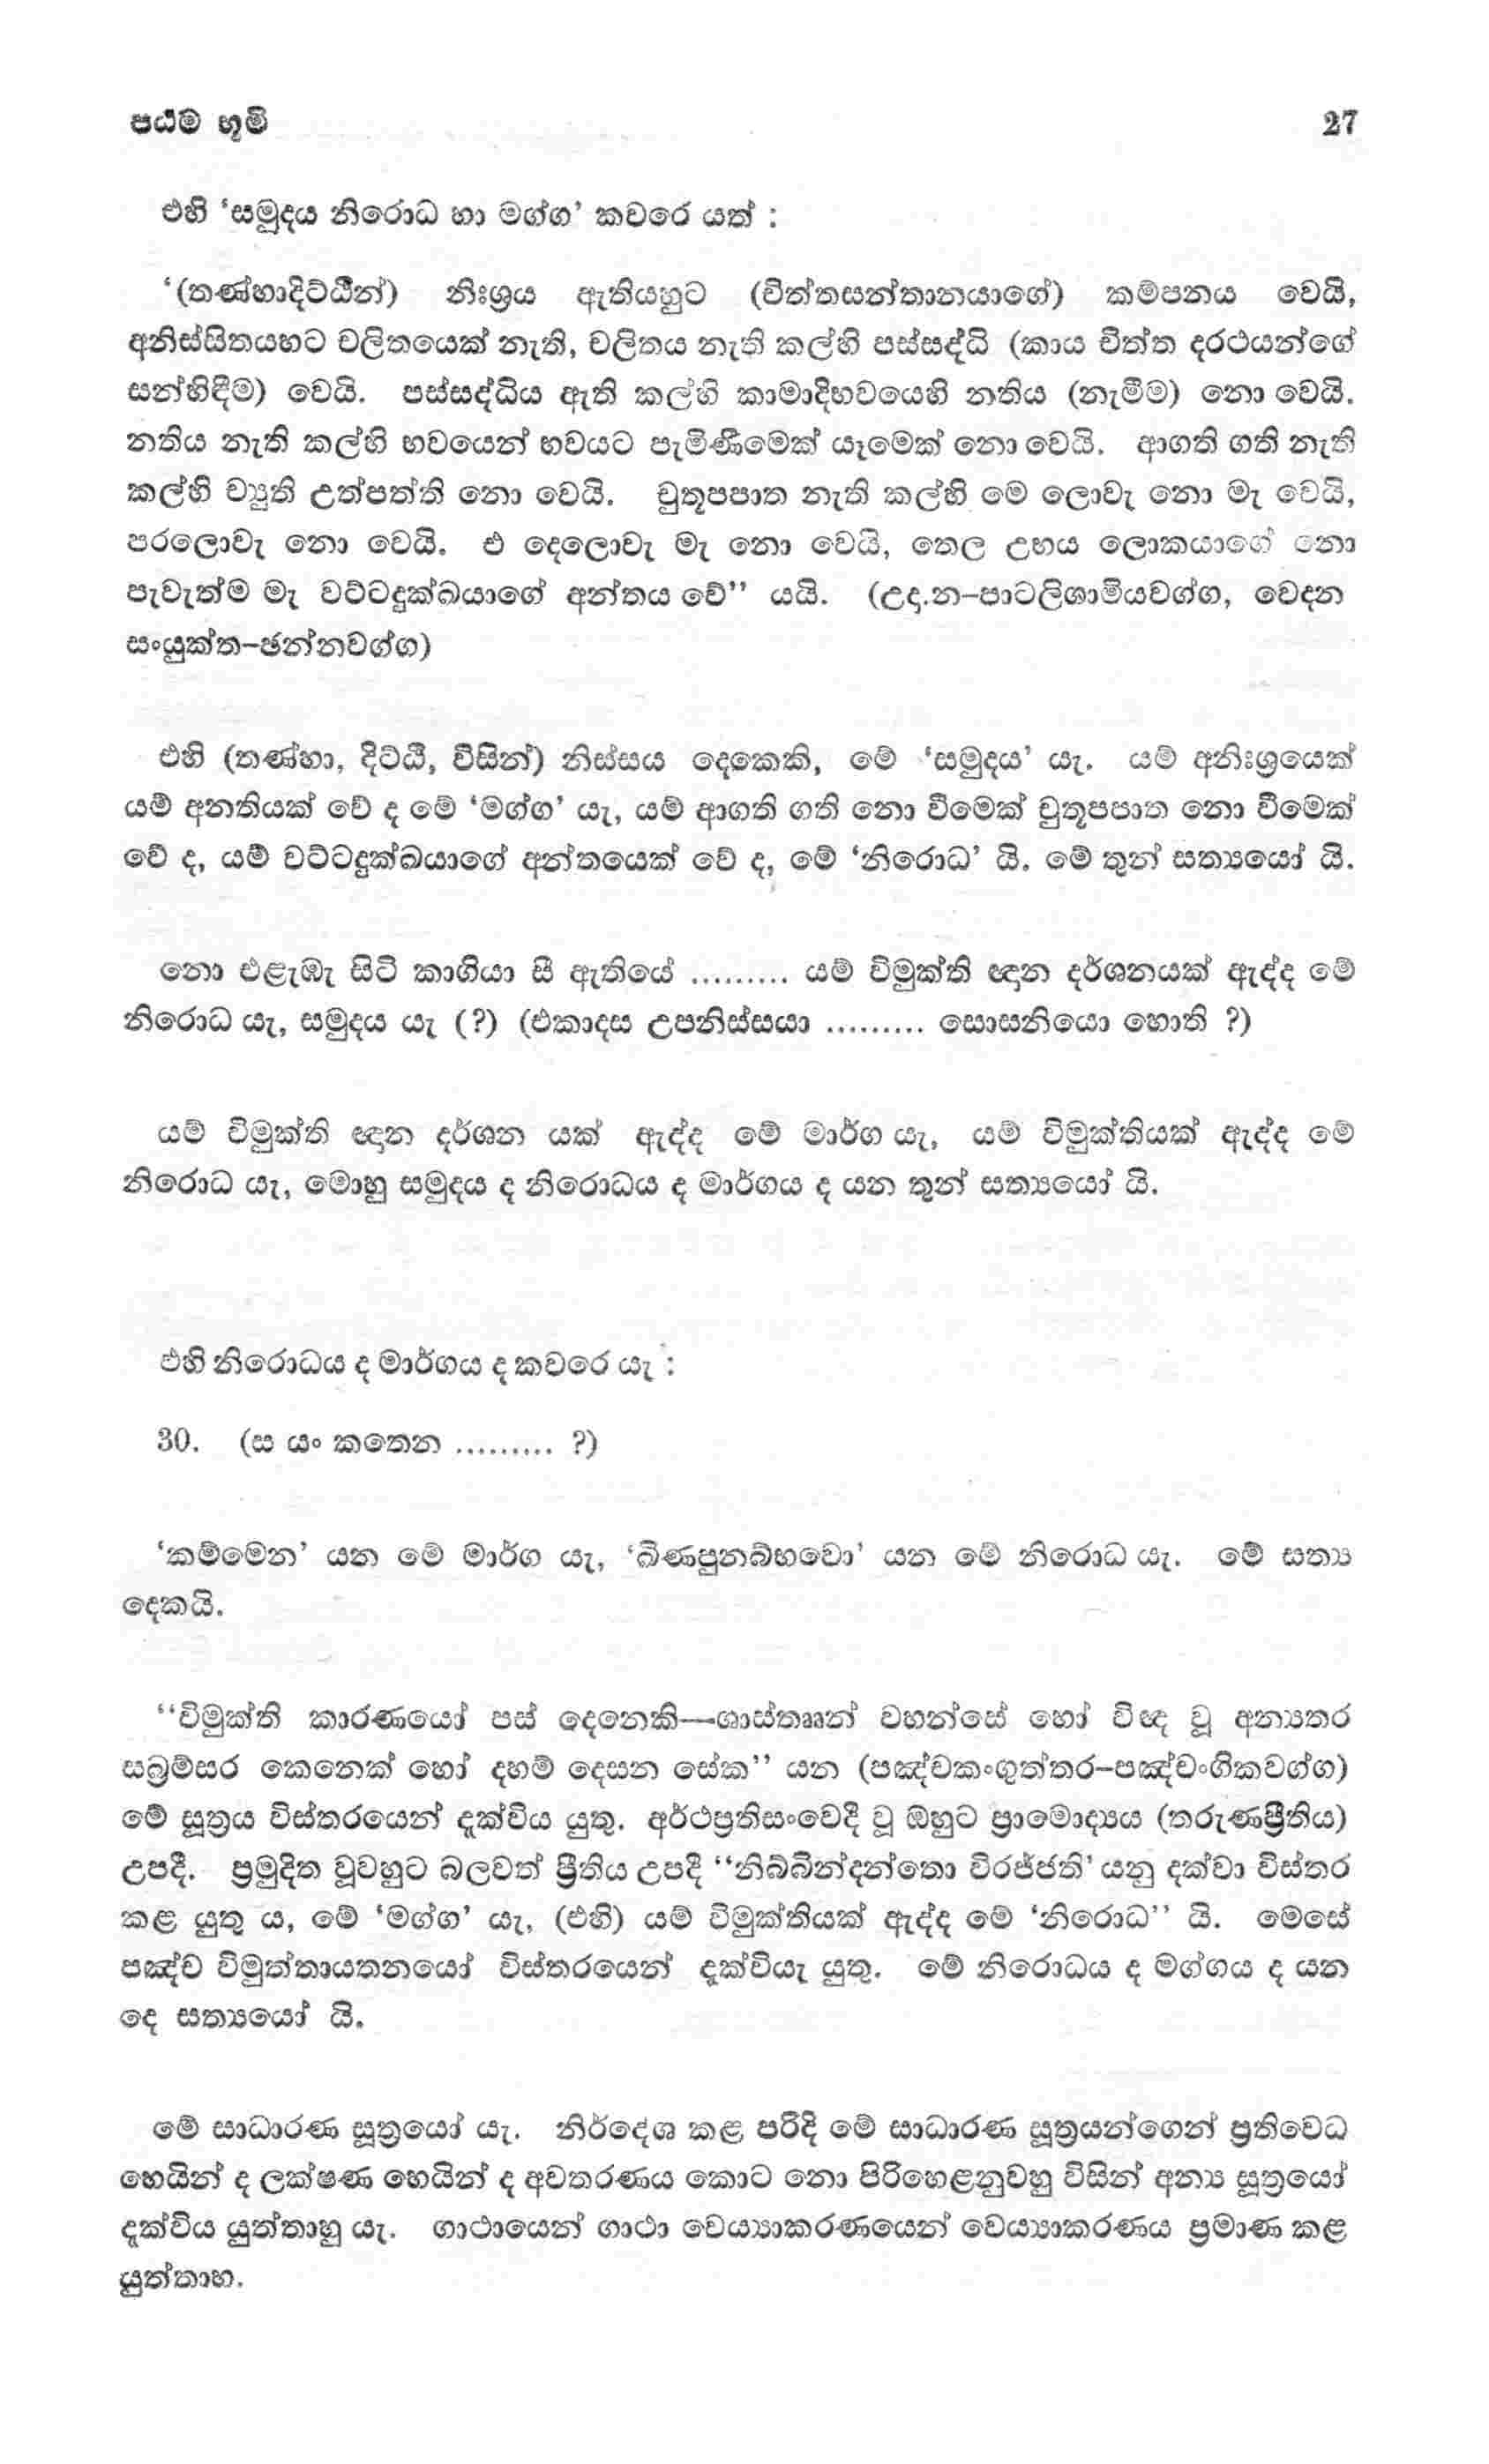 පඨම භූමි 27
එහි ‘සමුදය නිරොධ හා මග්ග’ කවරෙ යත් :
‘(තණ්හාදිට්ඨීන්) නිඃශ්‍රය ඇතියහුට (චිත්තසන්තානයාගේ) කම්පනය වෙයි,
අනිස්සිතයහට චලිතයෙක් නැති, චලිතය නැති කල්හි පස්සද්ධි (කාය චිත්ත දරථයන්ගේ
සන්හිඳීම) වෙයි. පස්සද්ධිය ඇති කල්හි කාමාදිභවයෙහි නතිය (නැමීම) නො වෙයි.
නතිය නැති කල්හි භවයෙන් භවයට පැමිණීමෙක් යෑමෙක් නො වෙයි. ආගති ගති නැති
කල්හි ව්‍යුති උත්පත්ති නො වෙයි. චුතූපපාත නැති කල්හි මෙ ලොවැ නො මැ වෙයි,
පරලොවැ නො වෙයි. එ දෙලොවැ මැ නො වෙයි, තෙල උභය ලොකයාගේ නො
පැවැත්ම මැ වට්ටදුක්ඛයාගේ අන්තය වේ’’ යයි. (උදා.න–පාටලිගාමියවග්ග, වෙදන
සංයුක්ත–ඡන්නවග්ග)
එහි (තණ්හා, දිට්ඨි, විසින්) නිස්සය දෙකෙකි, මේ ‘සමුදය’ යැ. යම් අනිඃශ්‍රයෙක්
යම් අනතියක් වේ ද මේ ‘මග්ග’ යැ, යම් ආගති ගති නො වීමෙක් චුතූපපාත නො වීමෙක්
වේ ද, යම් වට්ටදුක්ඛයාගේ අන්තයෙක් වේ ද, මේ ‘නිරොධ’ යි. මේ තුන් සත්‍යයෝ යි.
නො එළැඹැ සිටි කාගියා සී ඇතියේ ......... යම් විමුක්ති ඥාන දර්ශනයක් ඇද්ද මේ
නිරොධ යැ, සමුදය යැ (?) (එකාදස උපනිස්සයා ......... සොසනියො හොති ?)
යම් විමුක්ති ඥාන දර්ශන යක් ඇද්ද මේ මාර්ග යැ, යම් විමුක්තියක් ඇද්ද මේ
නිරොධ යැ, මොහු සමුදය ද නිරොධය ද මාර්ගය ද යන තුන් සත්‍යයෝ යි.
එහි නිරොධය ද මාර්ගය ද කවරෙ යැ :
30. (ස යං කතෙන ......... ?)
‘කම්මෙන’ යන මේ මාර්ග යැ, ‘ඛිණපුනබ්භවො’ යන මේ නිරොධ යැ. මේ සත්‍ය
දෙකයි.
‘‘විමුක්ති කාරණයෝ පස් දෙනෙකි—ශාස්තෲන් වහන්සේ හෝ විඥ වූ අන්‍යතර
සබ්‍රම්සර කෙනෙක් හෝ දහම් දෙසන සේක’’ යන (පඤ්චකංගුත්තර–පඤ්චංගිකවග්ග)
මේ සූත්‍රය විස්තරයෙන් දැක්විය යුතු. අර්ථප්‍රතිසංවෙදී වූ ඔහුට ප්‍රාමොද්‍යය (තරුණප්‍රීතිය)
උපදී. ප්‍රමුදිත වූවහුට බලවත් ප්‍රීතිය උපදී ‘‘නිබ්බින්දන්තො විරජ්ජති’ යනු දක්වා විස්තර
කළ යුතු ය, මේ ‘මග්ග’ යැ, (එහි) යම් විමුක්තියක් ඇද්ද මේ ‘නිරොධ’’ යි. මෙසේ
පඤ්ච විමුත්තායතනයෝ විස්තරයෙන් දැක්වියැ යුතු. මේ නිරොධය ද මග්ගය ද යන
දෙ සත්‍යයෝ යි.
මේ සාධාරණ සූත්‍රයෝ යැ. නිර්දේශ කළ පරිදි මේ සාධාරණ සූත්‍රයන්ගෙන් ප්‍රතිවෙධ
හෙයින් ද ලක්ෂණ හෙයින් ද අවතරණය කොට නො පිරිහෙළනුවහු විසින් අන්‍ය සූත්‍රයෝ
දැක්විය යුත්තාහු යැ. ගාථායෙන් ගාථා වෙය්‍යාකරණයෙන් වෙය්‍යාකරණය ප්‍රමාණ කළ
යුත්තාහ.